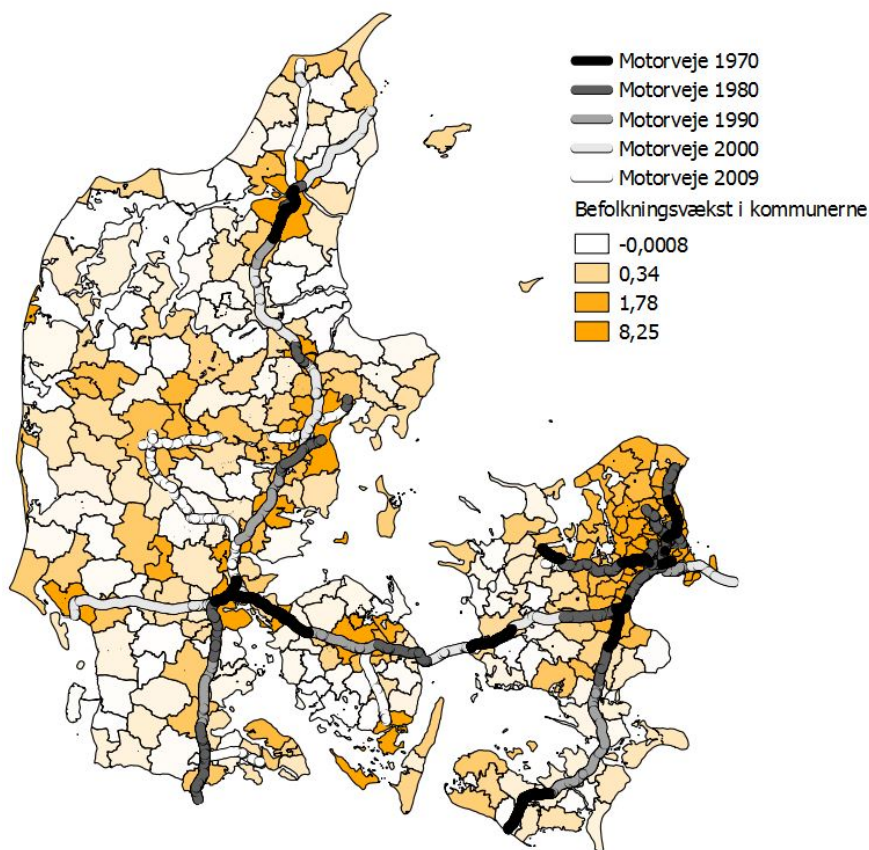 Motorveje 1970
Motorveje 1980
Motorveje 1990
Motorveje 2000
Motorveje 2009
Befolkningsvækst i kommunerne
-0,0008
0,34
1,78
8,25